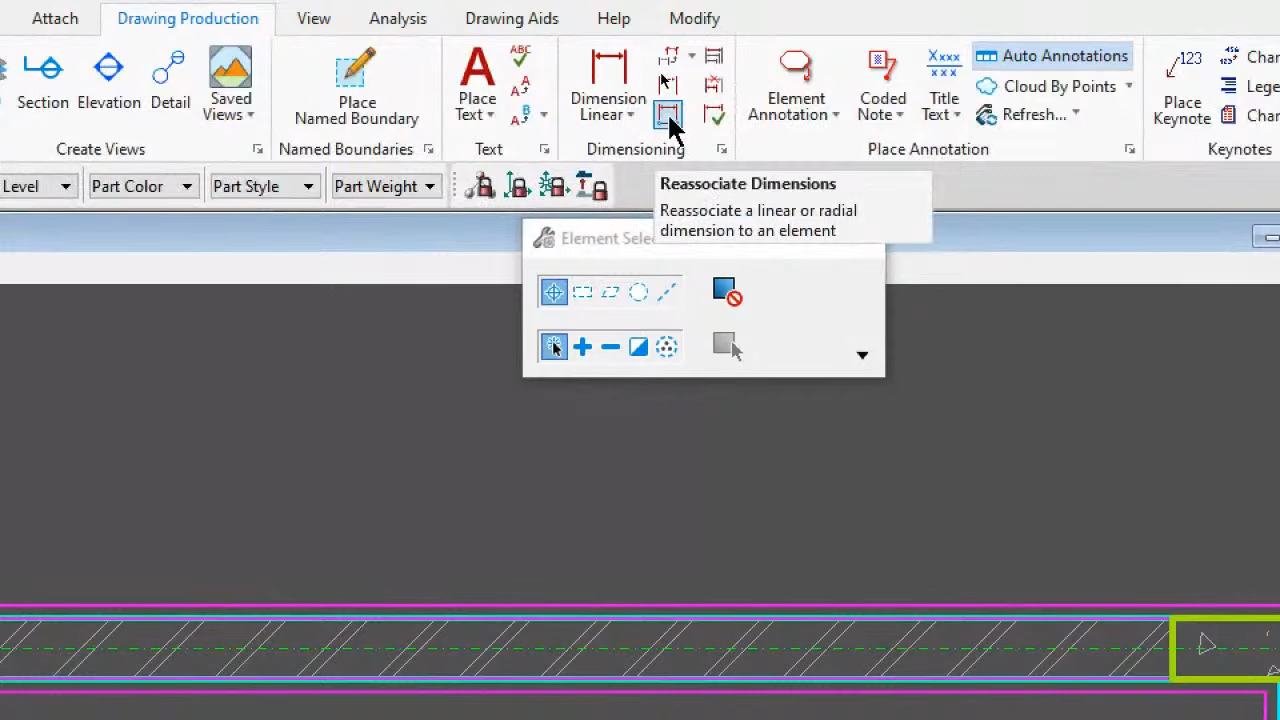 Attach Drawing Production View Analysis Drawing Aids Help Modify
Section Elevation Detail Saved Views
Place Named Boundary
ABC
Place Text
Dimension Linear
Element Annotation
Coded Note
Xxxx
xxx
Title Text
Auto Annotations
Cloud By Points
Refresh...
123
Place Keynote
Char
Lege
Char
Create Views Named Boundaries Text Dimensioning Place Annotation Keynotes
Level Part Color Part Style Part Weight
Reassociate Dimensions
Reassociate a linear or radial
dimension to an element
Element Sele